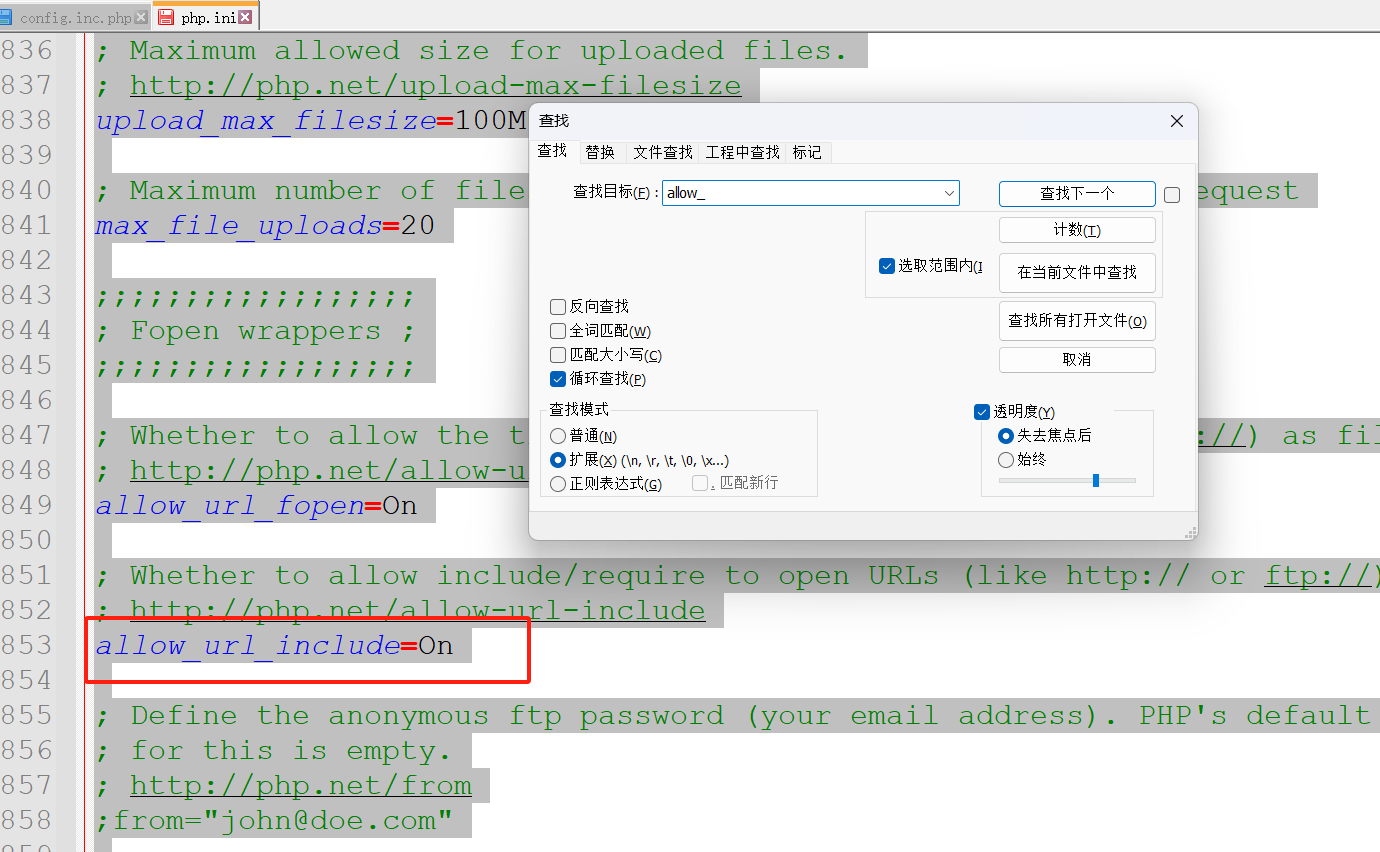 config.inc.php php.ini
836 ; Maximum allowed size for uploaded files.
837 ; http://php.net/upload-max-filesize
838 upload_max_filesize=100M
839
840 ; Maximum number of file equest
841 max_file_uploads=20
842
843 ;;;;;;;;;;;;;;;;;;
844 ; Fopen wrappers ;
845 ;;;;;;;;;;;;;;;;;;
846
847 ; Whether to allow the t ://) as fil
848 ; http://php.net/allow-u
849 allow_url_fopen=On
850
851 ; Whether to allow include/require to open URLs (like http:// or ftp://)
852 ; http://php.net/allow-url-include
853 allow_url_include=On
854
855 ; Define the anonymous ftp password (your email address). PHP's default
856 ; for this is empty.
857 ; http://php.net/from
858 ;from="john@doe.com"
查找
查找 替换 文件查找 工程中查找 标记
查找目标(F) : allow_ 查找下一个
计数(T)
选取范围内(I 在当前文件中查找
反向查找
查找所有打开文件(O)
全词匹配(W)
匹配大小写(C) 取消
循环查找(P)
查找模式 透明度(Y)
普通(N) 失去焦点后
扩展(X) (\n, \r, \t, \0, \x...) 始终
正则表达式(G) . 匹配新行